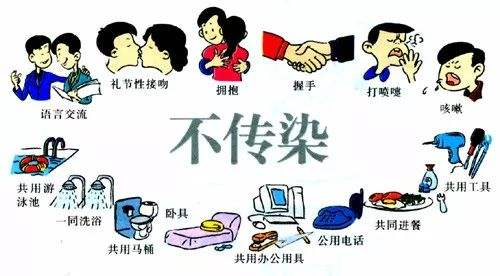 语言交流
礼节性接吻
拥抱
握手
打喷嚏
咳嗽
不传染
共用游
泳池
一同洗浴
共用马桶
卧具
共用办公用具
公用电话
共同进餐
共用工具